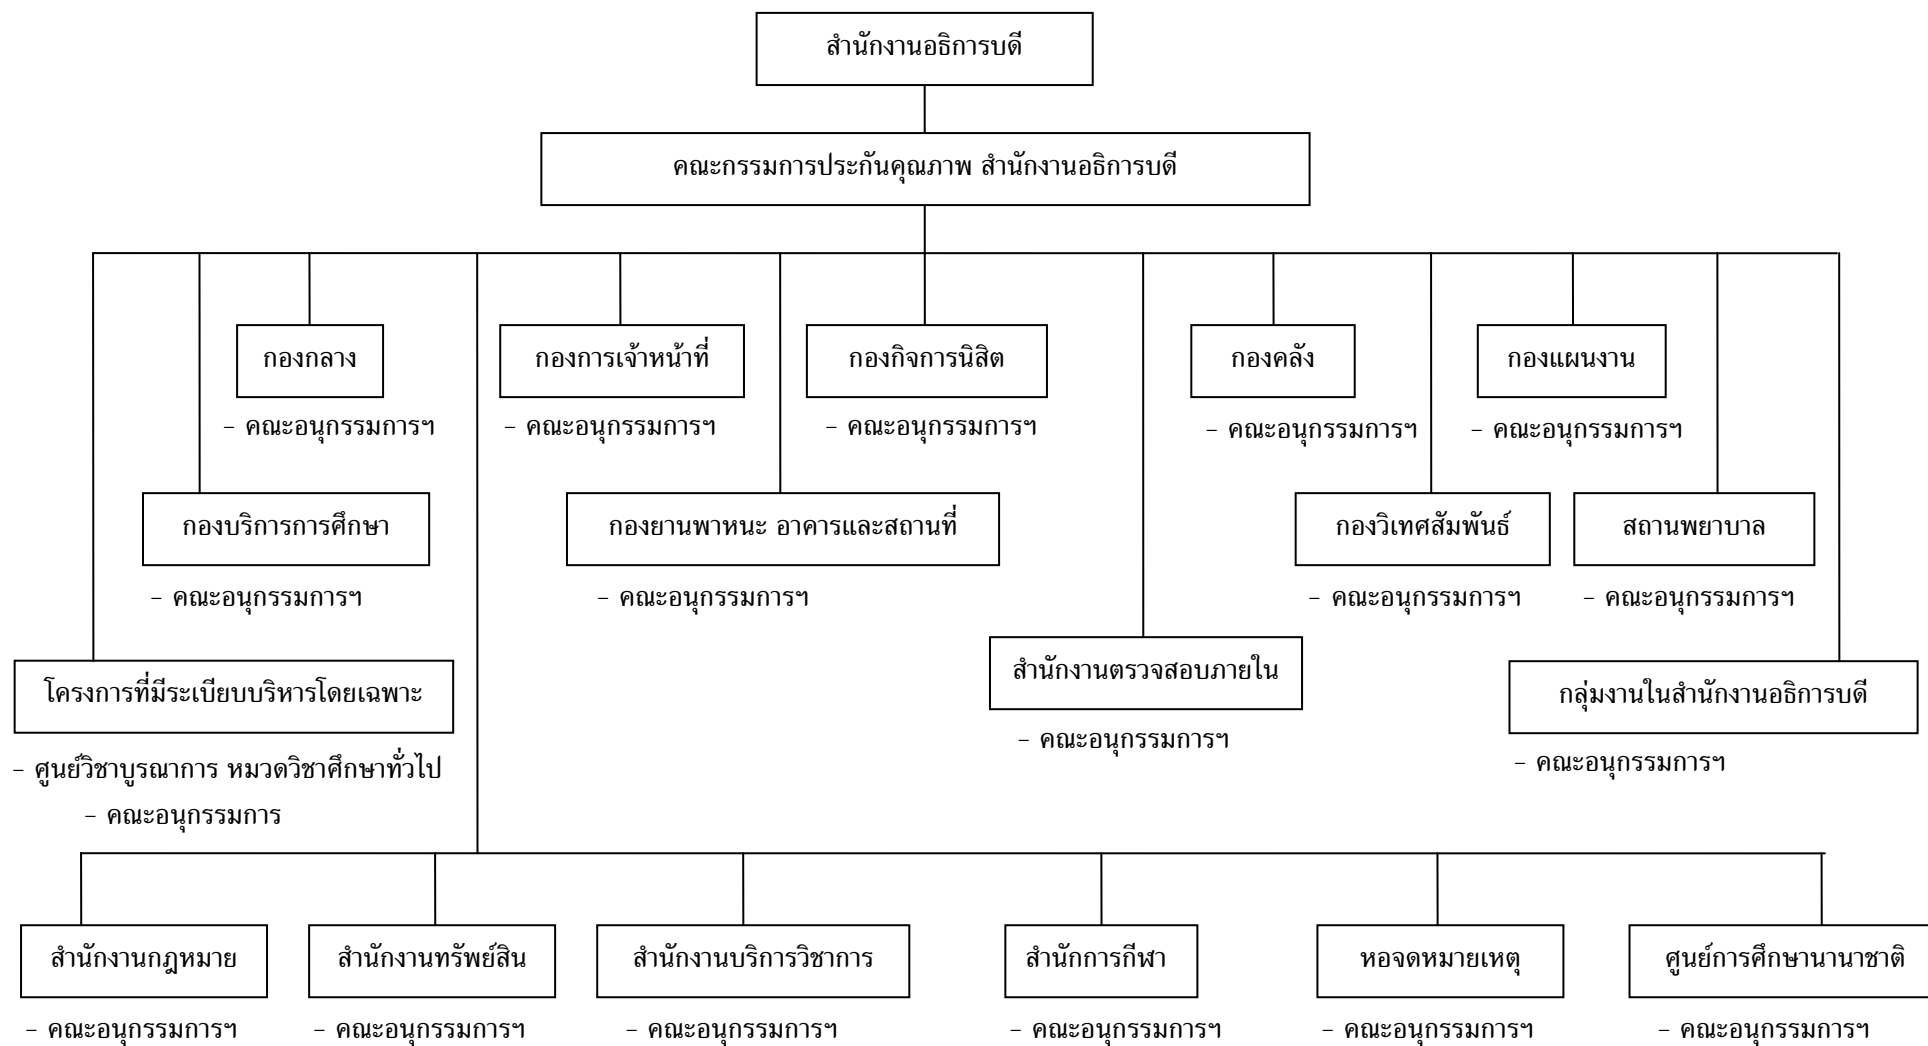 สำนักงานอธิการบดี
คณะกรรมการประกันคุณภาพ สำนักงานอธิการบดี
กองกลาง
กองการเจ้าหน้าที่
กองกิจการนิสิต
กองคลัง
กองแผนงาน
- คณะอนุกรรมการฯ
- คณะอนุกรรมการฯ
- คณะอนุกรรมการฯ
- คณะอนุกรรมการฯ
- คณะอนุกรรมการฯ
กองบริการการศึกษา
กองยานพาหนะ อาคารและสถานที่
กองวิเทศสัมพันธ์
สถานพยาบาล
- คณะอนุกรรมการฯ
- คณะอนุกรรมการฯ
- คณะอนุกรรมการฯ
- คณะอนุกรรมการฯ
โครงการที่มีระเบียบบริหารโดยเฉพาะ
สำนักงานตรวจสอบภายใน
กลุ่มงานในสำนักงานอธิการบดี
- ศูนย์วิชาบูรณาการ หมวดวิชาศึกษาทั่วไป
- คณะอนุกรรมการฯ
- คณะอนุกรรมการฯ
- คณะอนุกรรมการ
สำนักงานกฎหมาย
สำนักงานทรัพย์สิน
สำนักงานบริการวิชาการ
สำนักการกีฬา
หอจดหมายเหตุ
ศูนย์การศึกษานานาชาติ
- คณะอนุกรรมการฯ
- คณะอนุกรรมการฯ
- คณะอนุกรรมการฯ
- คณะอนุกรรมการฯ
- คณะอนุกรรมการฯ
- คณะอนุกรรมการฯ